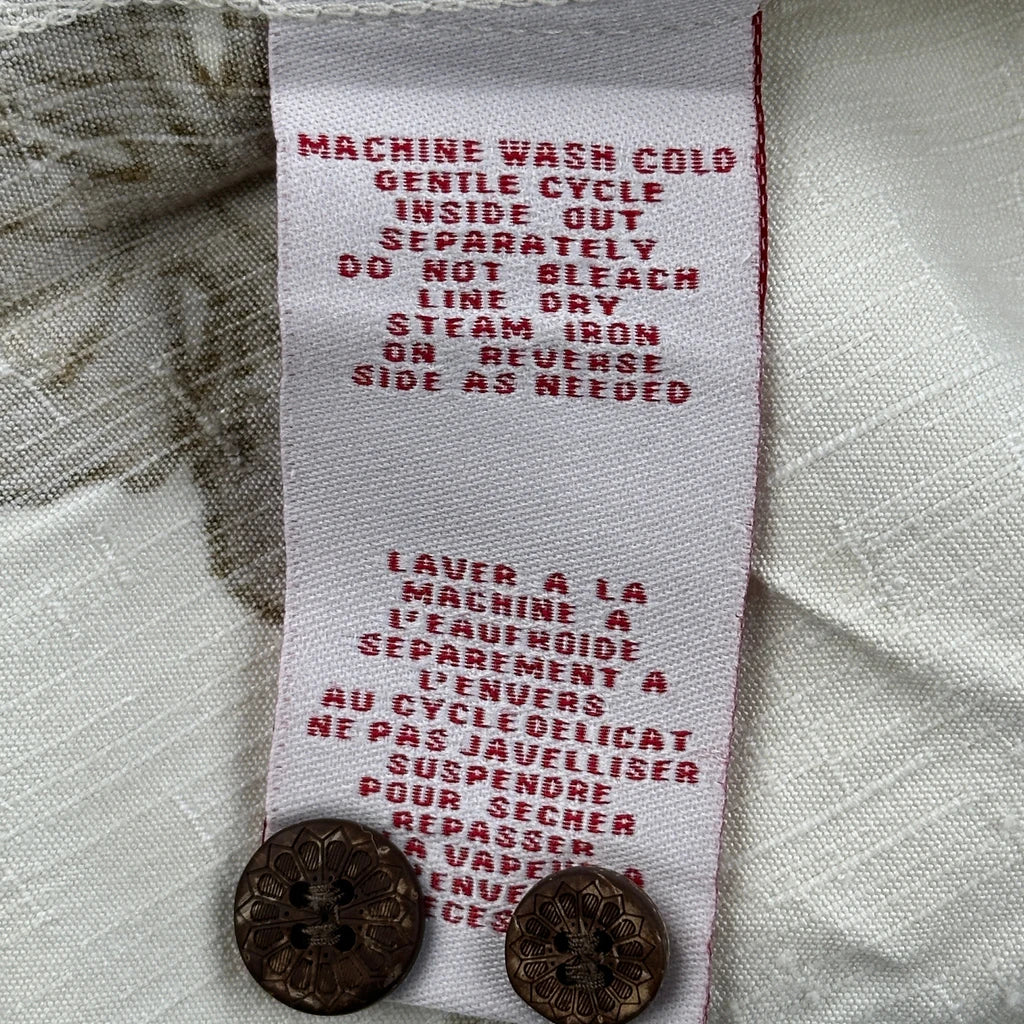 MACHINE WASH COLD
GENTLE CYCLE
INSIDE OUT
SEPARATELY
DO NOT BLEACH
LINE DRY
STEAM IRON
ON REVERSE
SIDE AS NEEDED
LAVER A LA
MACHINE A
L'EAUFROIDE
SEPAREMENT A
L'ENVERS
AU CYCLEDELICAT
NE PAS JAVELLISER
SUSPENDRE
POUR SECHER
REPASSER